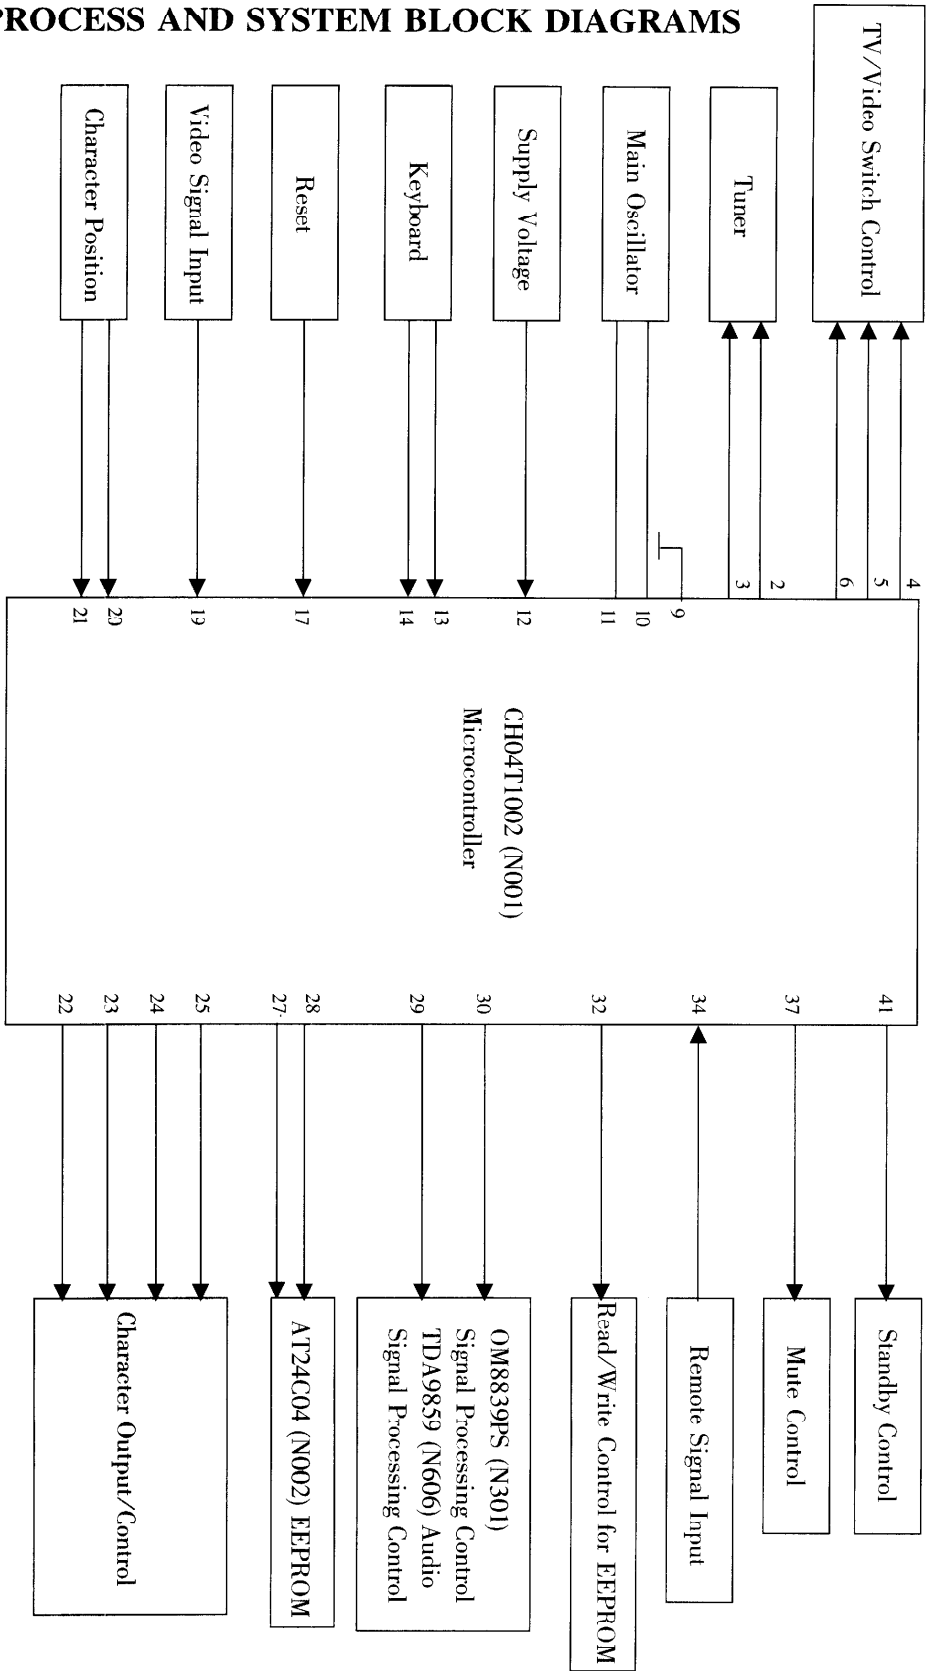 PROCESS AND SYSTEM BLOCK DIAGRAMS
TV/Video Switch Control
Tuner
Main Oscillator
Supply Voltage
Keyboard
Reset
Video Signal Input
Character Position
4
5
6
2
3
9
10
11
12
13
14
17
19
20
21
CH04T1002 (N001)
Microcontroller
41
37
34
32
30
29
28
27
25
24
23
22
Standby Control
Mute Control
Remote Signal Input
Read/Write Control for EEPROM
OM8839PS (N301)
Signal Processing Control
TDA9859 (N606) Audio
Signal Processing Control
AT24C04 (N002) EEPROM
Character Output/Control